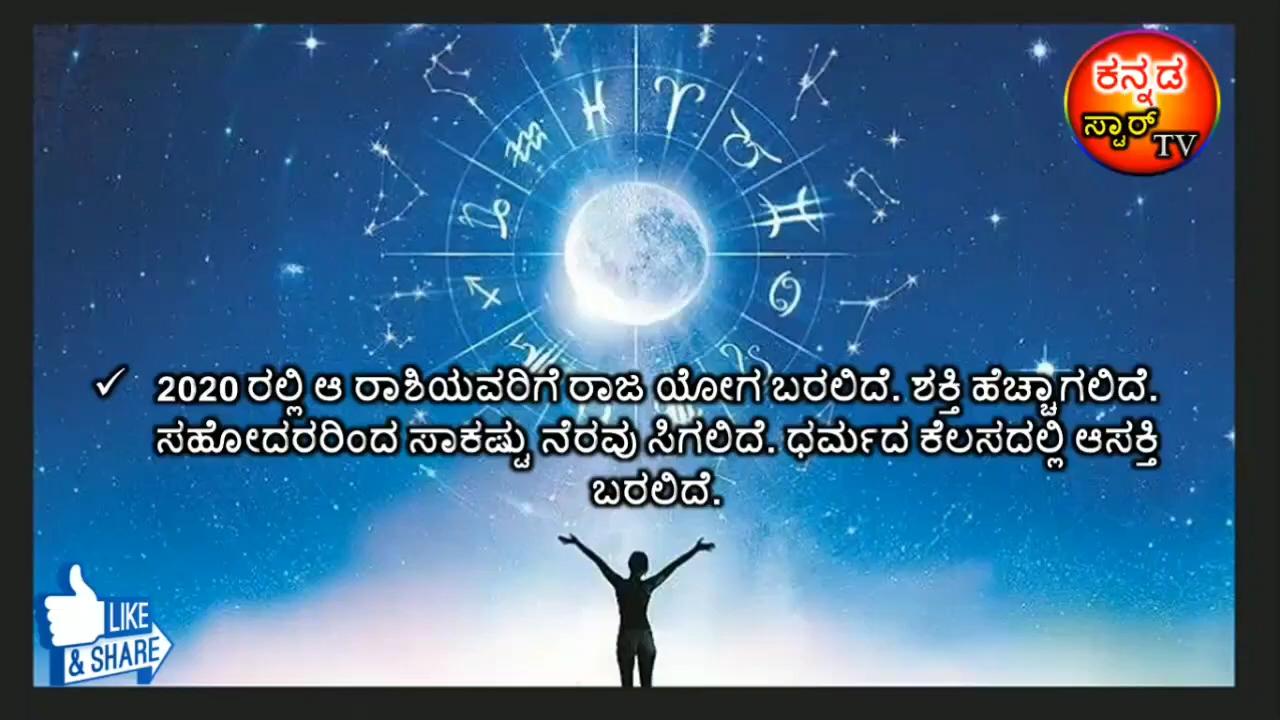 ಕನ್ನಡ
ಸ್ಟಾರ್
TV
✓ 2020 ರಲ್ಲಿ ಆ ರಾಶಿಯವರಿಗೆ ರಾಜ ಯೋಗ ಬರಲಿದೆ. ಶಕ್ತಿ ಹೆಚ್ಚಾಗಲಿದೆ.
ಸಹೋದರರಿಂದ ಸಾಕಷ್ಟು ನೆರವು ಸಿಗಲಿದೆ. ಧರ್ಮದ ಕೆಲಸದಲ್ಲಿ ಆಸಕ್ತಿ
ಬರಲಿದೆ.
LIKE
& SHARE